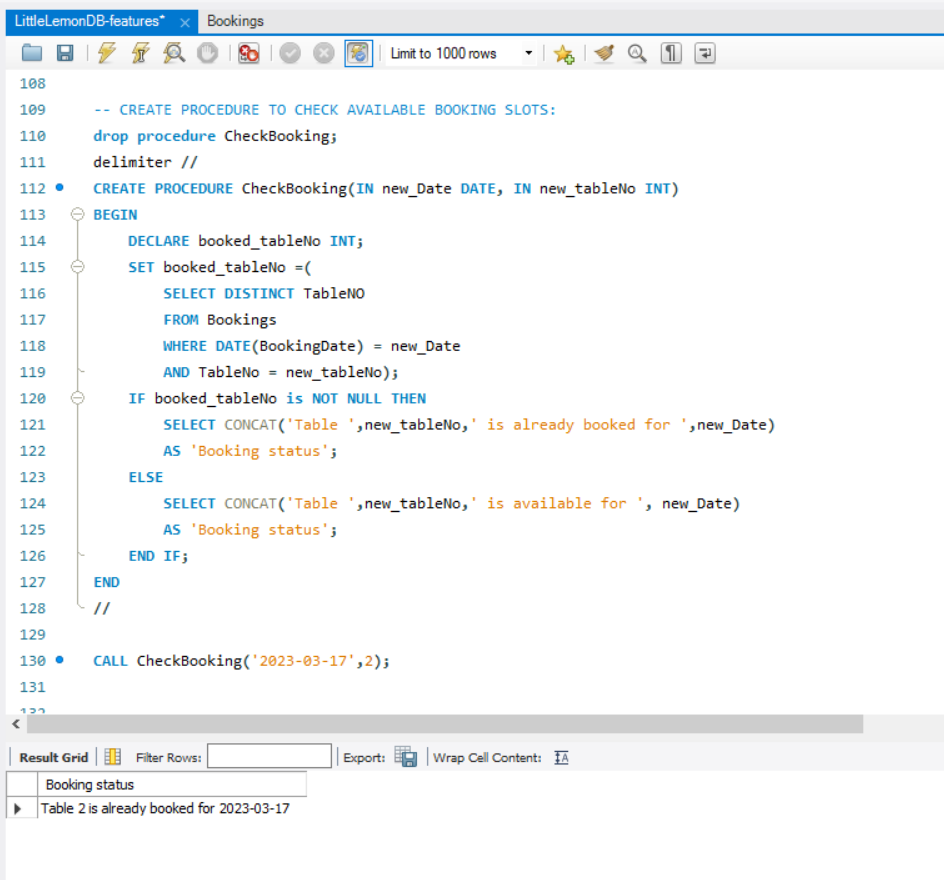 LittleLemonDB-features* × Bookings
Limit to 1000 rows
108
109 -- CREATE PROCEDURE TO CHECK AVAILABLE BOOKING SLOTS:
110 drop procedure CheckBooking;
111 delimiter //
112 CREATE PROCEDURE CheckBooking(IN new_Date DATE, IN new_tableNo INT)
113 BEGIN
114 DECLARE booked_tableNo INT;
115 SET booked_tableNo =(
116 SELECT DISTINCT TableNO
117 FROM Bookings
118 WHERE DATE(BookingDate) = new_Date
119 AND TableNo = new_tableNo);
120 IF booked_tableNo is NOT NULL THEN
121 SELECT CONCAT('Table ',new_tableNo,' is already booked for ',new_Date)
122 AS 'Booking status';
123 ELSE
124 SELECT CONCAT('Table ',new_tableNo,' is available for ', new_Date)
125 AS 'Booking status';
126 END IF;
127 END
128 //
129
130 CALL CheckBooking('2023-03-17',2);
131
132
Result Grid Filter Rows: Export: Wrap Cell Content:
Booking status
Table 2 is already booked for 2023-03-17